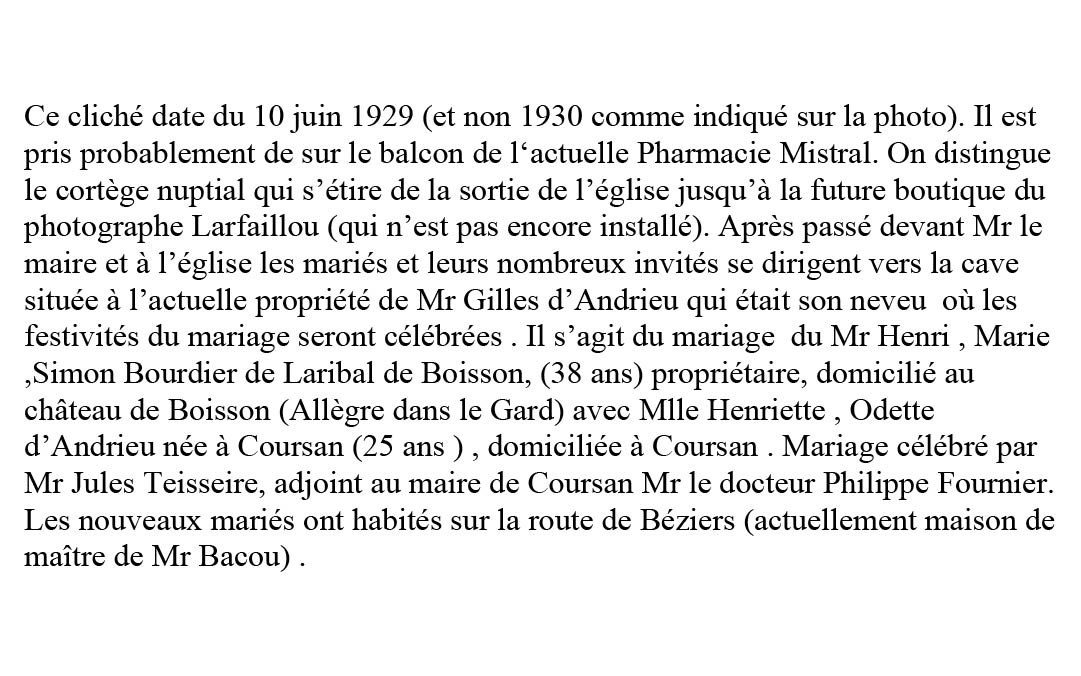 Ce cliché date du 10 juin 1929 (et non 1930 comme indiqué sur la photo). Il est
pris probablement de sur le balcon de l‘actuelle Pharmacie Mistral. On distingue
le cortège nuptial qui s’étire de la sortie de l’église jusqu’à la future boutique du
photographe Larfaillou (qui n’est pas encore installé). Après passé devant Mr le
maire et à l’église les mariés et leurs nombreux invités se dirigent vers la cave
située à l’actuelle propriété de Mr Gilles d’Andrieu qui était son neveu  où les
festivités du mariage seront célébrées . Il s’agit du mariage  du Mr Henri , Marie
,Simon Bourdier de Laribal de Boisson, (38 ans) propriétaire, domicilié au
château de Boisson (Allègre dans le Gard) avec Mlle Henriette , Odette
d’Andrieu née à Coursan (25 ans ) , domiciliée à Coursan . Mariage célébré par
Mr Jules Teisseire, adjoint au maire de Coursan Mr le docteur Philippe Fournier.
Les nouveaux mariés ont habités sur la route de Béziers (actuellement maison de
maître de Mr Bacou) .